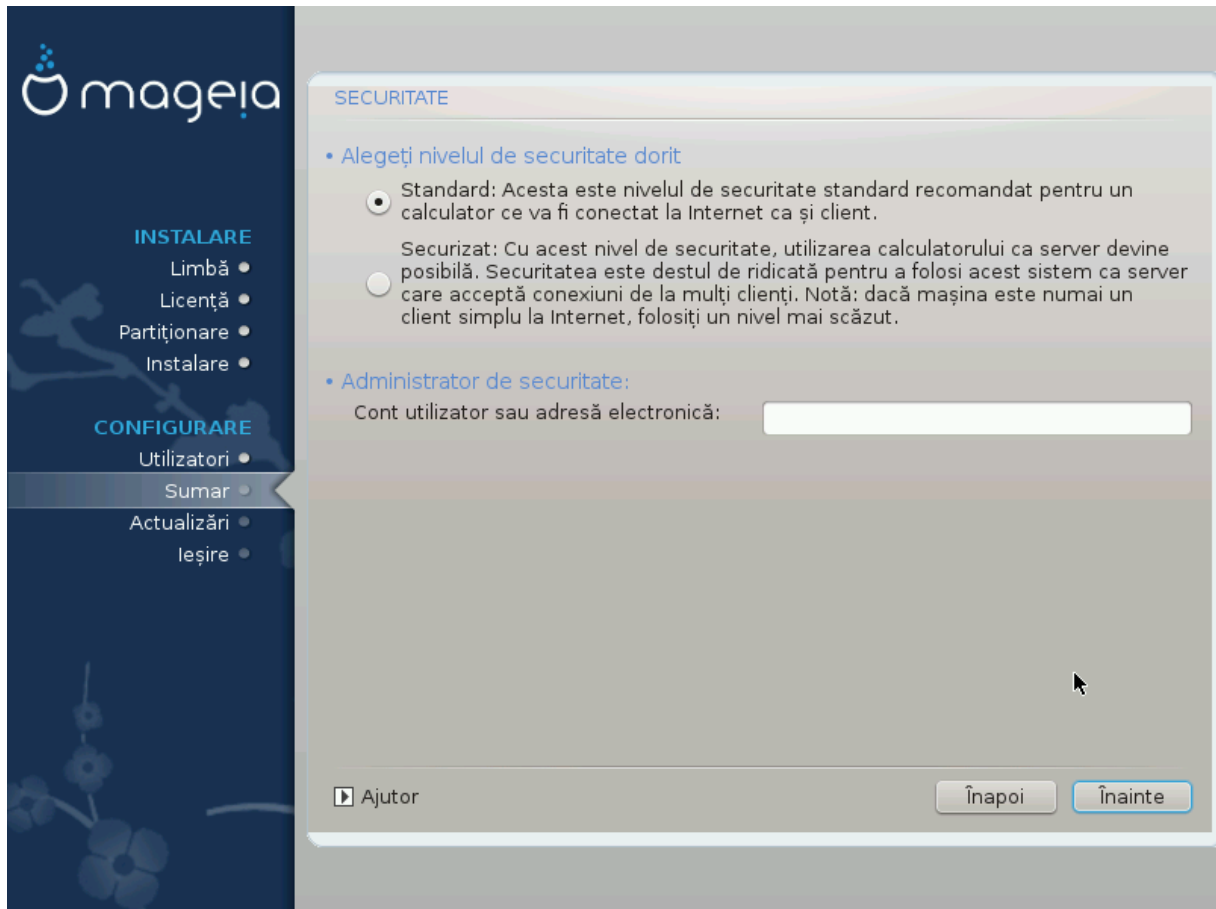 mageia
INSTALARE
Limbă
Licență
Partiționare
Instalare
CONFIGURARE
Utilizatori
Sumar
Actualizări
Ieșire
SECURITATE
• Alegeți nivelul de securitate dorit
Standard: Acesta este nivelul de securitate standard recomandat pentru un
calculator ce va fi conectat la Internet ca și client.
Securizat: Cu acest nivel de securitate, utilizarea calculatorului ca server devine
posibilă. Securitatea este destul de ridicată pentru a folosi acest sistem ca server
care acceptă conexiuni de la mulți clienți. Notă: dacă mașina este numai un
client simplu la Internet, folosiți un nivel mai scăzut.
• Administrator de securitate:
Cont utilizator sau adresă electronică:
Ajutor
Înapoi
Înainte